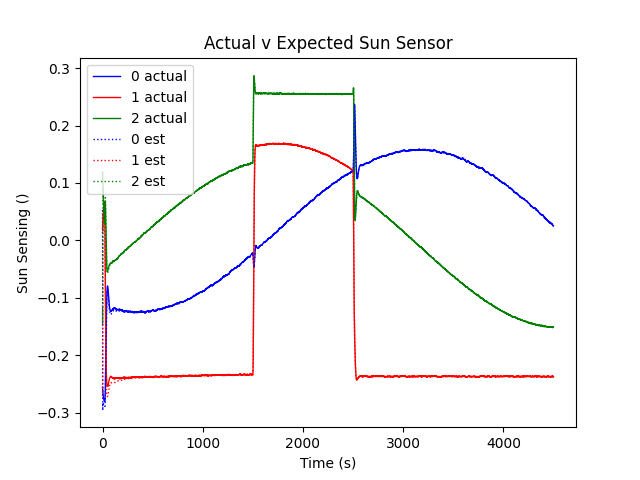 Actual v Expected Sun Sensor
0 actual
1 actual
2 actual
0 est
1 est
2 est
Sun Sensing ()
0.3
0.2
0.1
0.0
−0.1
−0.2
−0.3
0 1000 2000 3000 4000
Time (s)